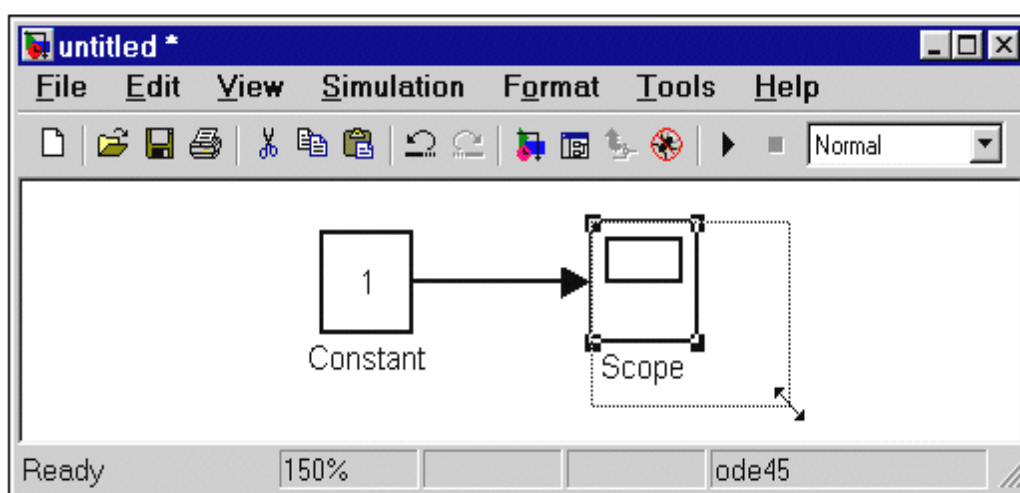 untitled *
File Edit View Simulation Format Tools Help
Normal
1
Constant
Scope
Ready 150% ode45